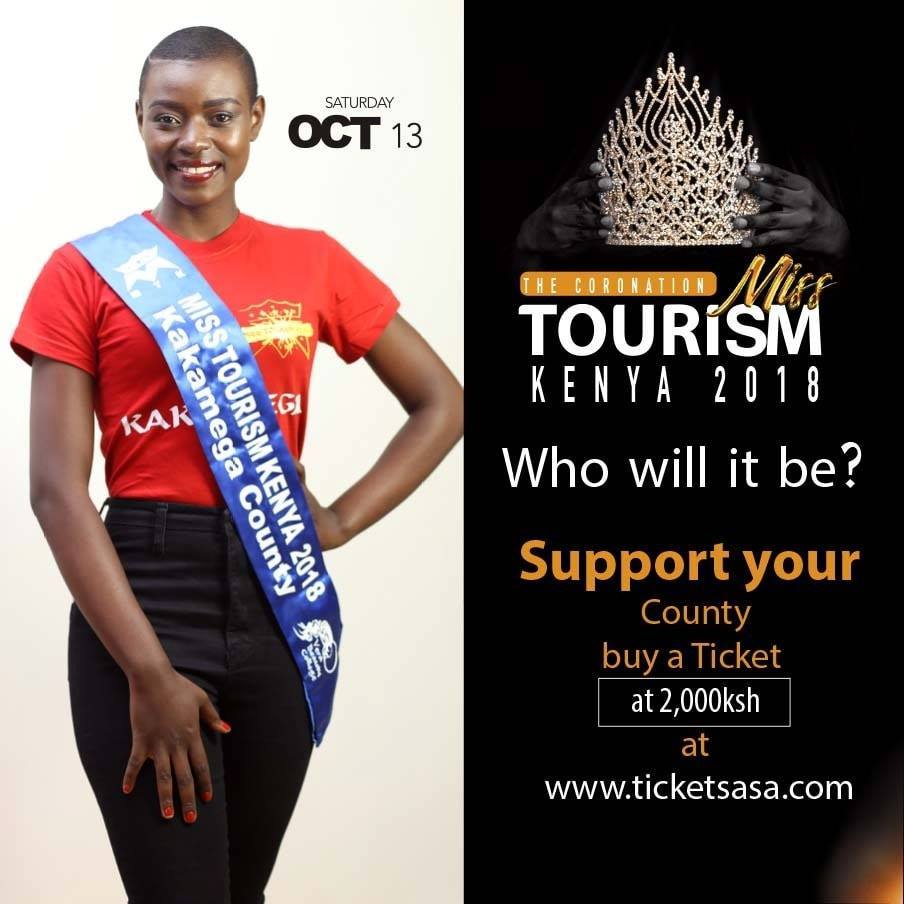 SATURDAY
OCT 13
MISS TOURISM KENYA 2018
Kakamega County
THE CORONATION Miss
TOURISM
KENYA 2018
Who will it be?
Support your
County
buy a Ticket
at 2,000ksh
at
www.ticketsasa.com